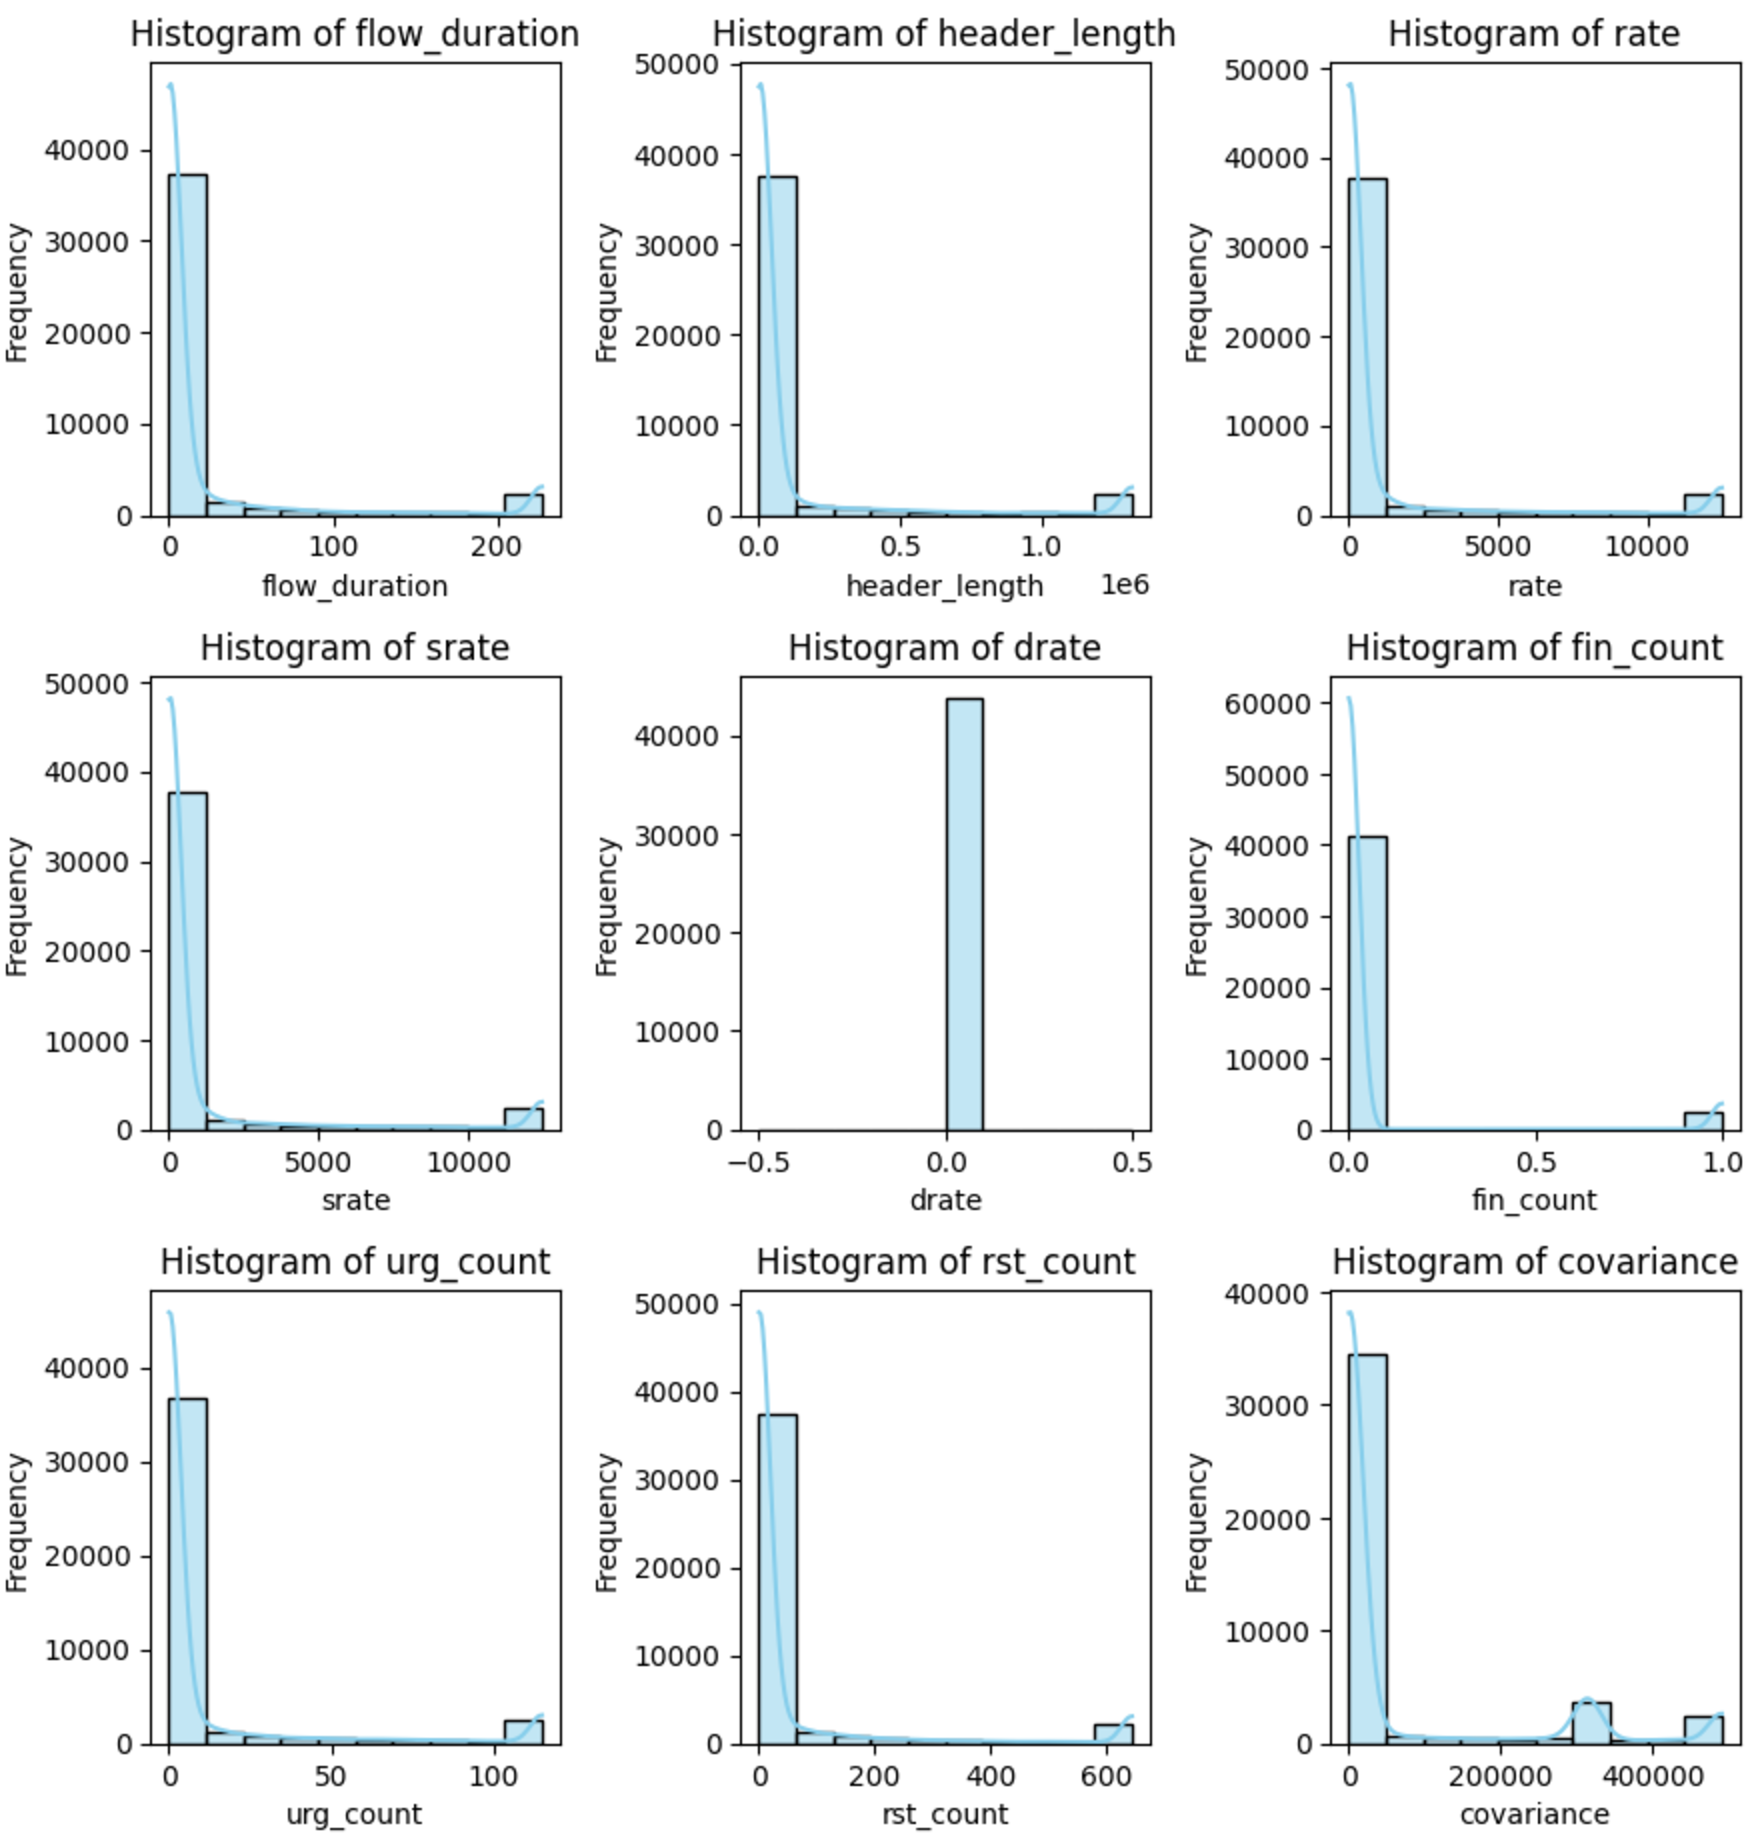 Histogram of flow_duration
Frequency
40000
30000
20000
10000
0
0 100 200
flow_duration
Histogram of header_length
Frequency
50000
40000
30000
20000
10000
0
0.0 0.5 1.0
header_length 1e6
Histogram of rate
Frequency
50000
40000
30000
20000
10000
0
0 5000 10000
rate
Histogram of srate
Frequency
50000
40000
30000
20000
10000
0
0 5000 10000
srate
Histogram of drate
Frequency
40000
30000
20000
10000
0
−0.5 0.0 0.5
drate
Histogram of fin_count
Frequency
60000
50000
40000
30000
20000
10000
0
0.0 0.5 1.0
fin_count
Histogram of urg_count
Frequency
40000
30000
20000
10000
0
0 50 100
urg_count
Histogram of rst_count
Frequency
50000
40000
30000
20000
10000
0
0 200 400 600
rst_count
Histogram of covariance
Frequency
40000
30000
20000
10000
0
0 200000 400000
covariance